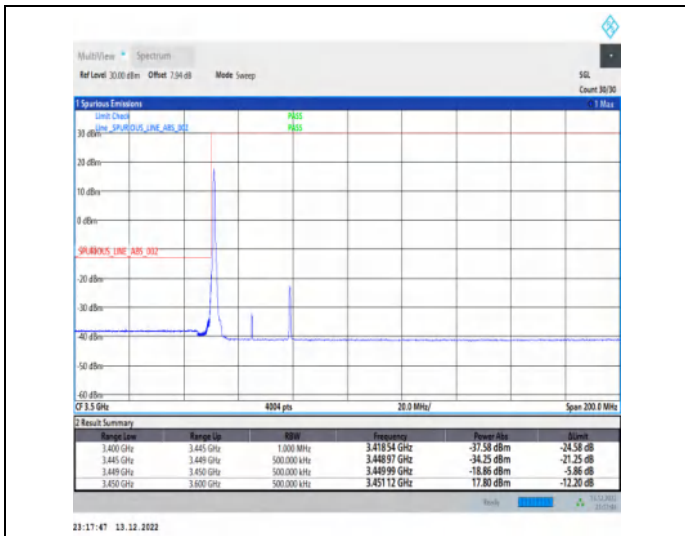 MultiView Spectrum
Ref Level 30.00 dBm Offset 7.94 dB Mode Sweep SGL
Count 30/30
1 Spurious Emissions 1 Max
Limit Check PASS
Line _SPURIOUS_LINE_ABS_002 PASS
30 dBm
20 dBm
10 dBm
0 dBm
_SPURIOUS_LINE_ABS_002
-20 dBm
-30 dBm
-40 dBm
-50 dBm
-60 dBm
CF 3.5 GHz 4004 pts 20.0 MHz/ Span 200.0 MHz
2 Result Summary
Range Low Range Up RBW Frequency Power Abs ΔLimit
3.400 GHz 3.445 GHz 1.000 MHz 3.41854 GHz -37.58 dBm -24.58 dB
3.445 GHz 3.449 GHz 500.000 kHz 3.44897 GHz -34.25 dBm -21.25 dB
3.449 GHz 3.450 GHz 500.000 kHz 3.44999 GHz -18.86 dBm -5.86 dB
3.450 GHz 3.600 GHz 500.000 kHz 3.45112 GHz 17.80 dBm -12.20 dB
Ready
23:17:47 13.12.2022